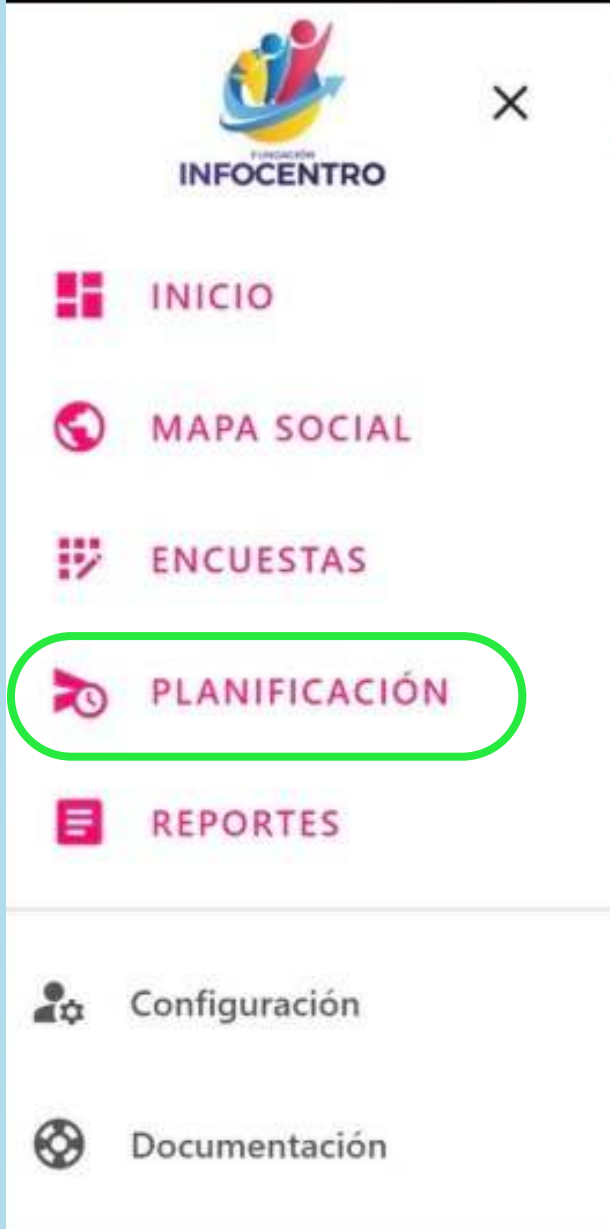 FUNDACIÓN
INFOCENTRO
INICIO
MAPA SOCIAL
ENCUESTAS
PLANIFICACIÓN
REPORTES
Configuración
Documentación